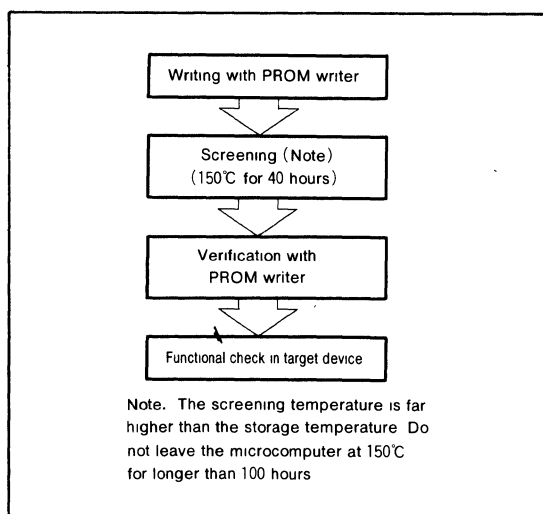 Writing with PROM writer
Screening (Note)
(150℃ for 40 hours)
Verification with
PROM writer
Functional check in target device
Note. The screening temperature is far
higher than the storage temperature Do
not leave the microcomputer at 150℃
for longer than 100 hours